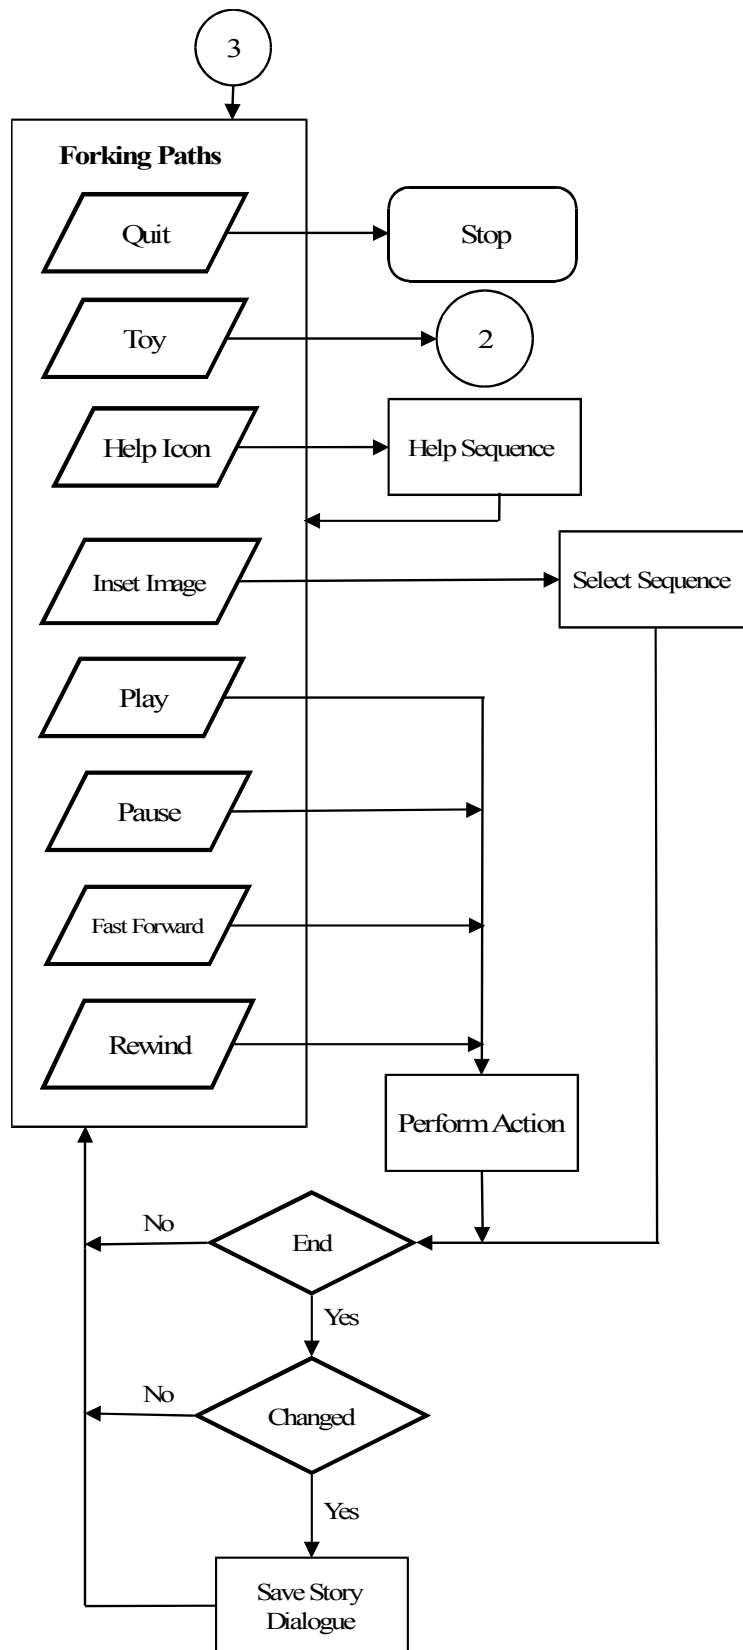 3
Forking Paths
Quit
Stop
Toy
2
Help Icon
Help Sequence
Inset Image
Select Sequence
Play
Pause
Fast Forward
Rewind
Perform Action
No
End
Yes
No
Changed
Yes
Save Story
Dialogue